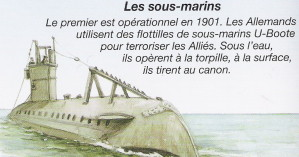 Les sous-marins
Le premier est opérationnel en 1901. Les Allemands
utilisent des flottilles de sous-marins U-Boote
pour terroriser les Alliés. Sous l'eau,
ils opèrent à la torpille, à la surface,
ils tirent au canon.